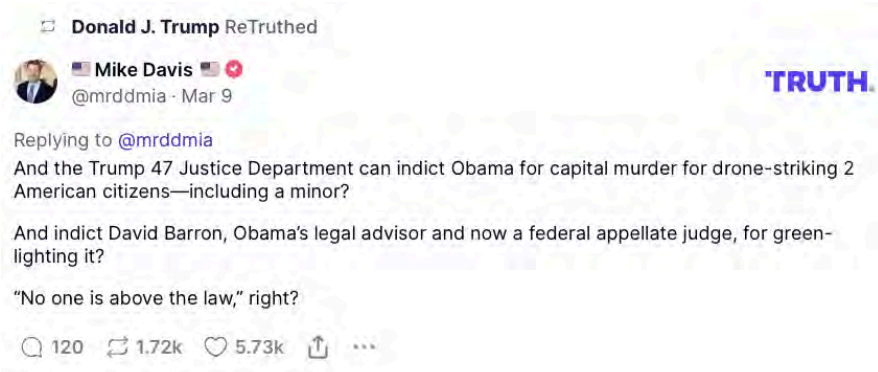 Donald J. Trump ReTruthed
🇺🇸 Mike Davis 🇺🇸
@mrddmia · Mar 9
TRUTH.
Replying to @mrddmia
And the Trump 47 Justice Department can indict Obama for capital murder for drone-striking 2
American citizens—including a minor?
And indict David Barron, Obama’s legal advisor and now a federal appellate judge, for green-
lighting it?
“No one is above the law,” right?
120 1.72k 5.73k